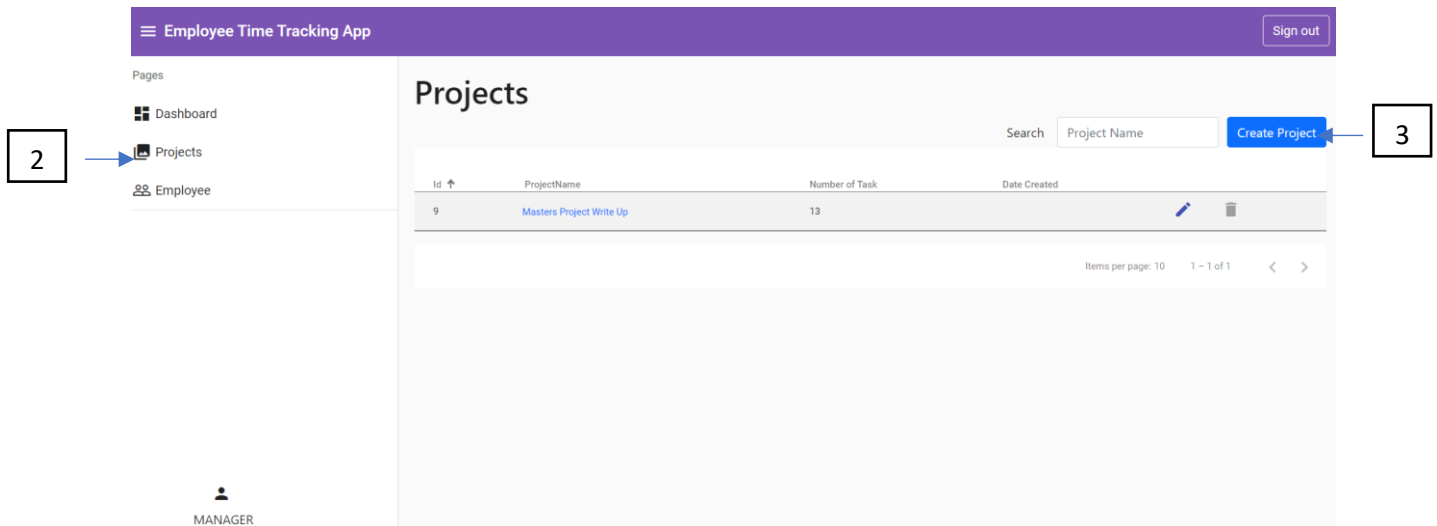 Employee Time Tracking App
Sign out
Pages
Dashboard
Projects
Employee
2
Projects
Search Project Name Create Project
3
Id ProjectName Number of Task Date Created
9 Masters Project Write Up 13
Items per page: 10 1 – 1 of 1
MANAGER